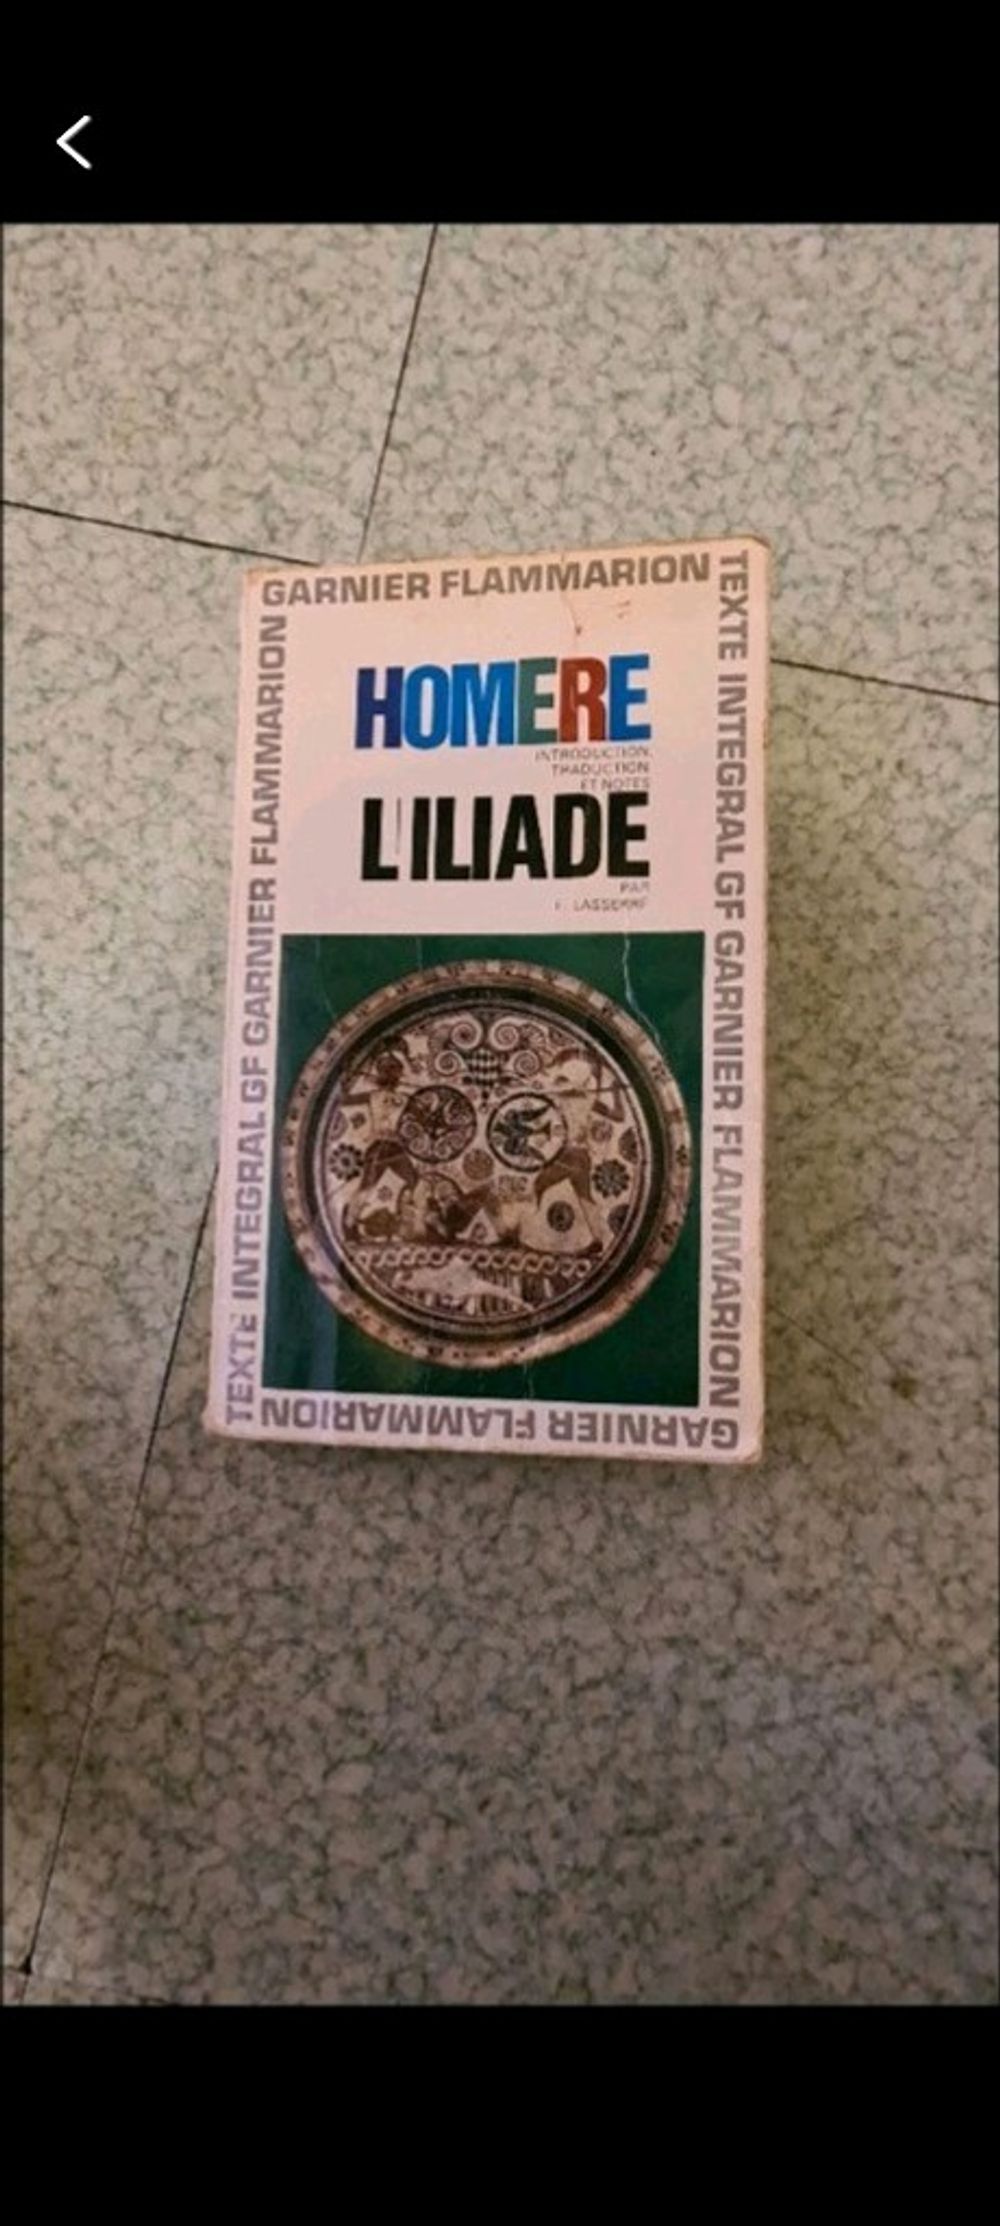 GARNIER FLAMMARION
TEXTE INTEGRAL GF GARNIER FLAMMARION
HOMERE
INTRODUCTION,
TRADUCTION
ET NOTES
L'ILIADE
PAR
E. LASSERRE
TEXTE INTEGRAL GF GARNIER FLAMMARION
GARNIER FLAMMARION